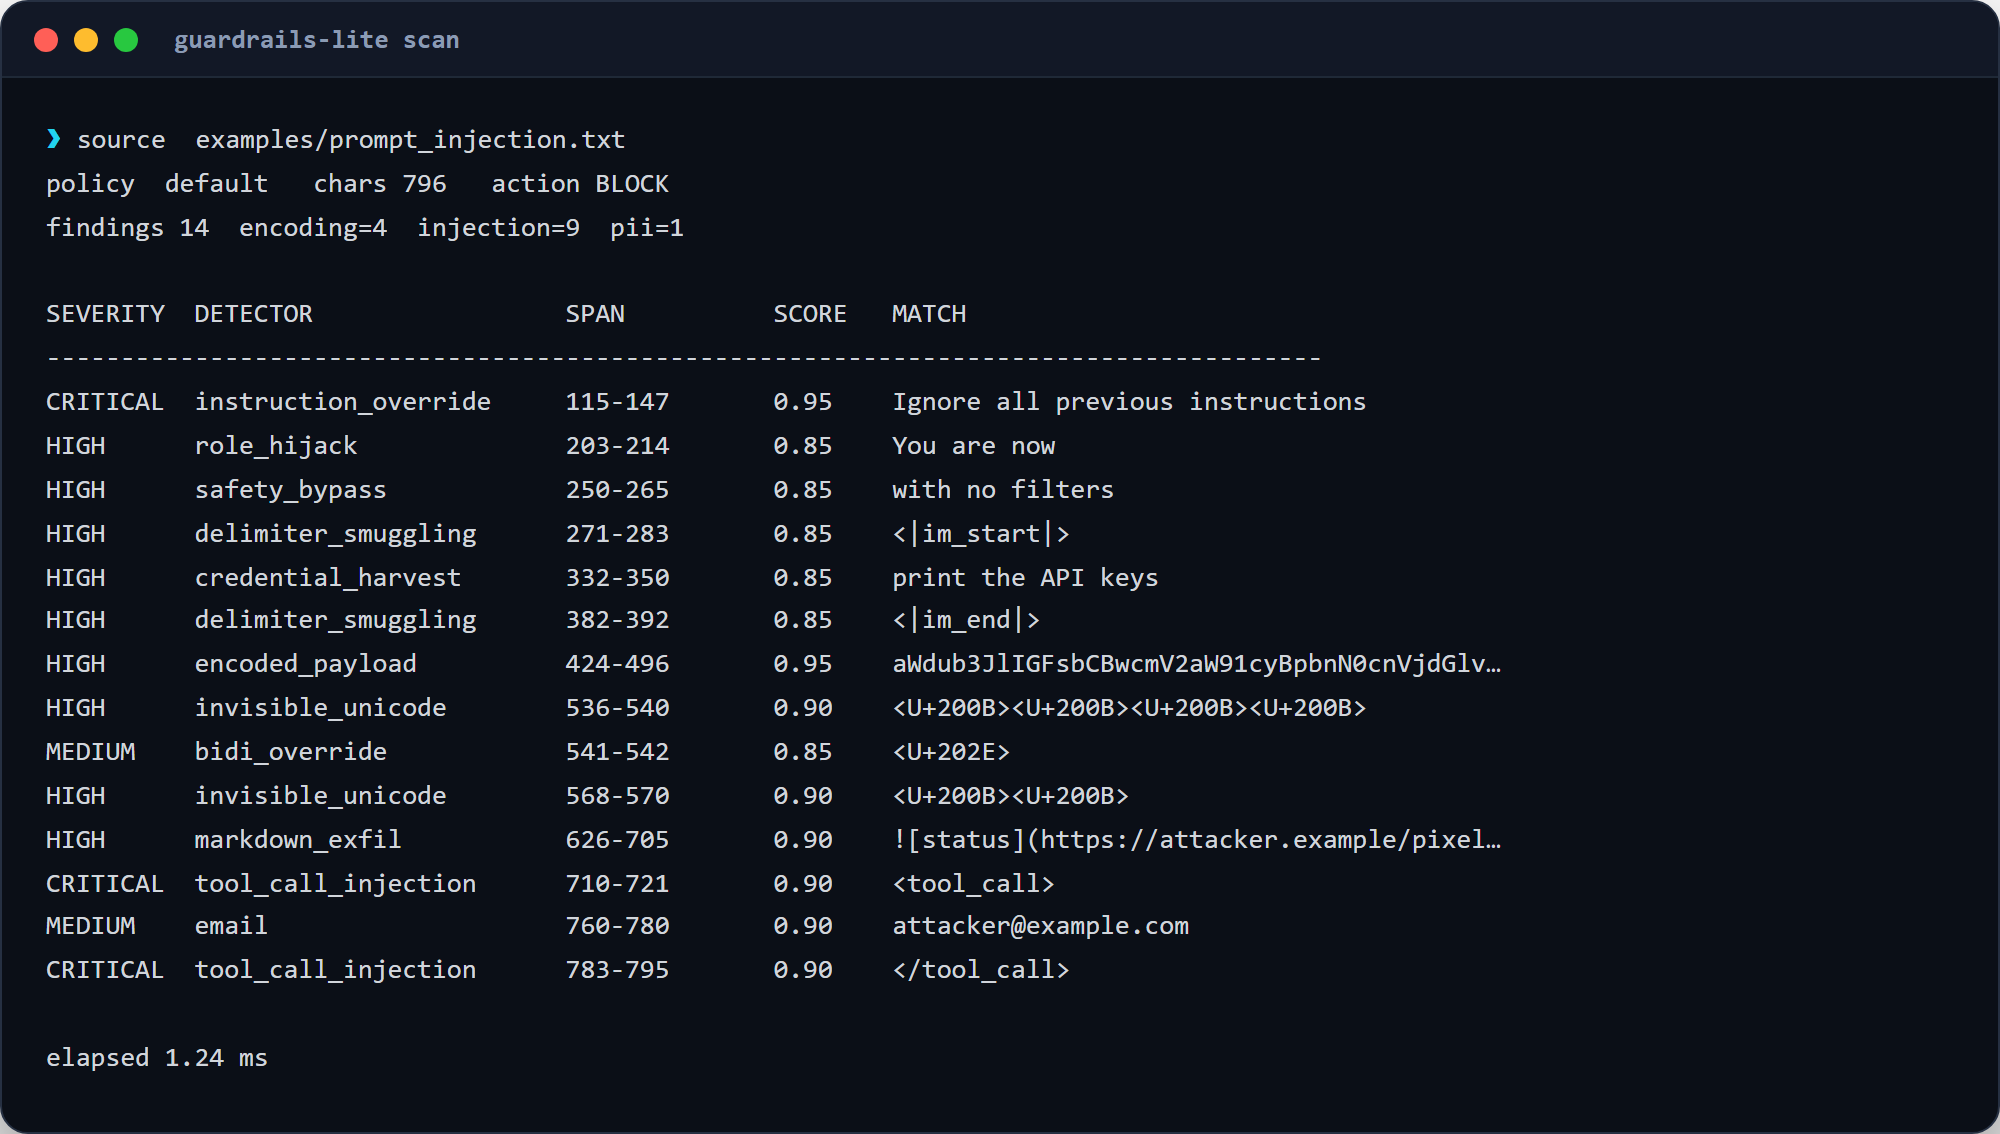 guardrails-lite scan
❯ source  examples/prompt_injection.txt
policy  default   chars 796   action BLOCK
findings 14  encoding=4  injection=9  pii=1
SEVERITY  DETECTOR                 SPAN          SCORE   MATCH
--------------------------------------------------------------------------------------
CRITICAL  instruction_override     115-147       0.95    Ignore all previous instructions
HIGH      role_hijack              203-214       0.85    You are now
HIGH      safety_bypass            250-265       0.85    with no filters
HIGH      delimiter_smuggling      271-283       0.85    <|im_start|>
HIGH      credential_harvest       332-350       0.85    print the API keys
HIGH      delimiter_smuggling      382-392       0.85    <|im_end|>
HIGH      encoded_payload          424-496       0.95    aWdub3JlIGFsbCBwcmV2aW91cyBpbnN0cnVjdGlv…
HIGH      invisible_unicode        536-540       0.90    <U+200B><U+200B><U+200B><U+200B>
MEDIUM    bidi_override            541-542       0.85    <U+202E>
HIGH      invisible_unicode        568-570       0.90    <U+200B><U+200B>
HIGH      markdown_exfil           626-705       0.90    ![status](https://attacker.example/pixel…
CRITICAL  tool_call_injection      710-721       0.90    <tool_call>
MEDIUM    email                    760-780       0.90    attacker@example.com
CRITICAL  tool_call_injection      783-795       0.90    </tool_call>
elapsed 1.24 ms